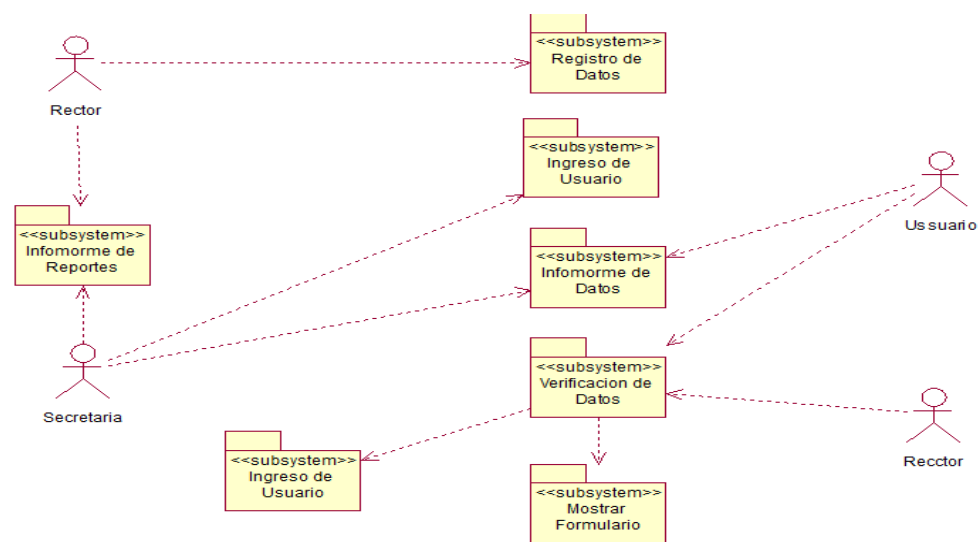 <<subsystem>>
Registro de
Datos
Rector
<<subsystem>>
Ingreso de
Usuario
Ussuario
<<subsystem>>
Infomorme de
Reportes
<<subsystem>>
Infomorme de
Datos
<<subsystem>>
Verificacion de
Datos
Secretaria
Recctor
<<subsystem>>
Ingreso de
Usuario
<<subsystem>>
Mostrar
Formulario